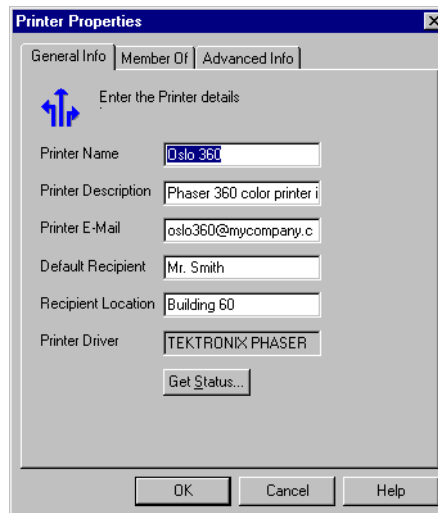 Printer Properties
General Info Member Of Advanced Info
Enter the Printer details
Printer Name Oslo 360
Printer Description Phaser 360 color printer i
Printer E-Mail oslo360@mycompany.c
Default Recipient Mr. Smith
Recipient Location Building 60
Printer Driver TEKTRONIX PHASER
Get Status...
OK Cancel Help